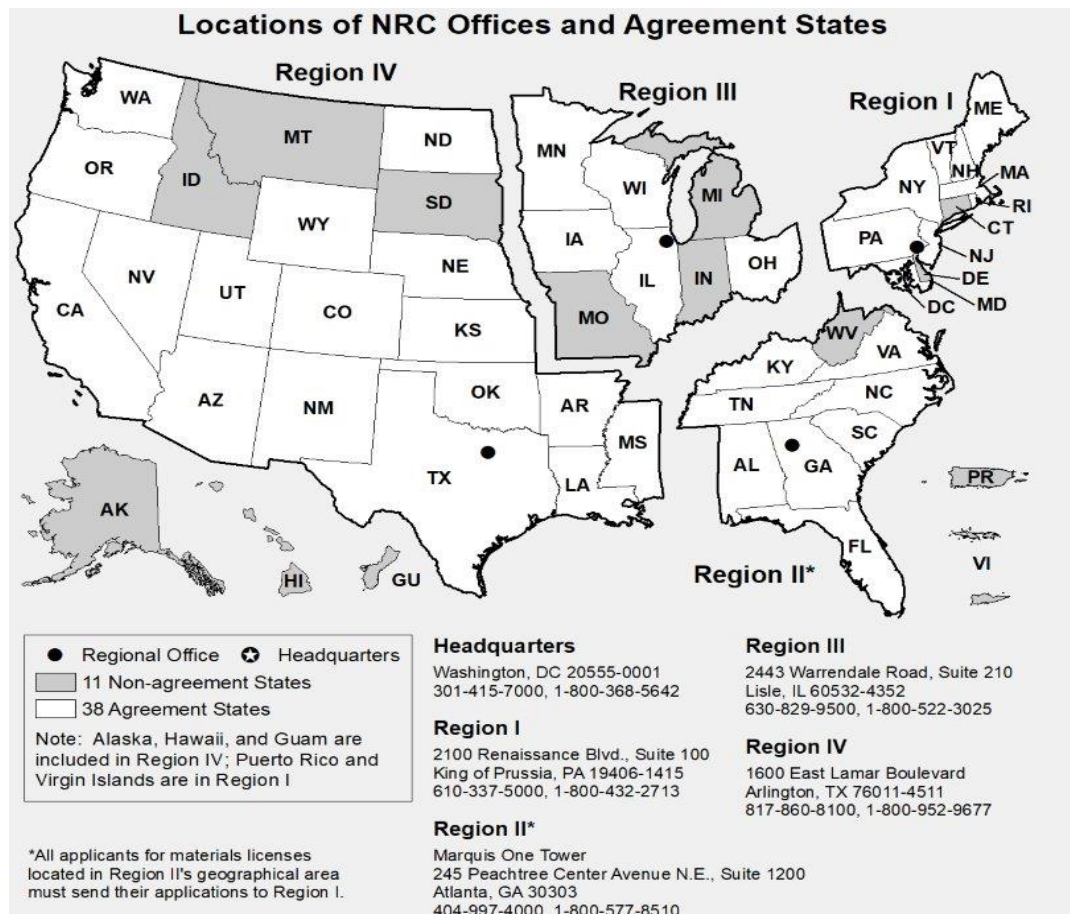 Locations of NRC Offices and Agreement States
Region IV
Region III
Region I
WA
MT
ND
MN
ME
VT
NH
MA
OR
ID
SD
WI
MI
NY
RI
WY
CT
IA
PA
NJ
NV
NE
IL
IN
OH
DE
UT
MD
CA
CO
DC
KS
MO
WV
VA
KY
AZ
NM
OK
AR
TN
NC
SC
MS
TX
AL
GA
LA
PR
AK
FL
VI
HI
GU
Region II*
Regional Office
Headquarters
11 Non-agreement States
38 Agreement States
Note: Alaska, Hawaii, and Guam are
included in Region IV; Puerto Rico and
Virgin Islands are in Region I
*All applicants for materials licenses
located in Region II's geographical area
must send their applications to Region I.
Headquarters
Washington, DC 20555-0001
301-415-7000, 1-800-368-5642
Region I
2100 Renaissance Blvd., Suite 100
King of Prussia, PA 19406-1415
610-337-5000, 1-800-432-2713
Region II*
Marquis One Tower
245 Peachtree Center Avenue N.E., Suite 1200
Atlanta, GA 30303
404-997-4000, 1-800-577-8510
Region III
2443 Warrendale Road, Suite 210
Lisle, IL 60532-4352
630-829-9500, 1-800-522-3025
Region IV
1600 East Lamar Boulevard
Arlington, TX 76011-4511
817-860-8100, 1-800-952-9677